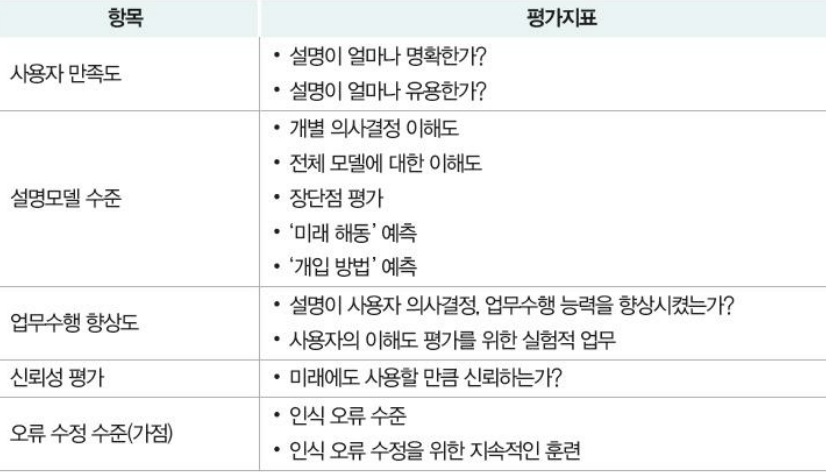 항목 평가지표
사용자 만족도
• 설명이 얼마나 명확한가?
• 설명이 얼마나 유용한가?
설명모델 수준
• 개별 의사결정 이해도
• 전체 모델에 대한 이해도
• 장단점 평가
• ‘미래 해동’ 예측
• ‘개입 방법’ 예측
업무수행 향상도
• 설명이 사용자 의사결정, 업무수행 능력을 향상시켰는가?
• 사용자의 이해도 평가를 위한 실험적 업무
신뢰성 평가
• 미래에도 사용할 만큼 신뢰하는가?
오류 수정 수준(가점)
• 인식 오류 수준
• 인식 오류 수정을 위한 지속적인 훈련